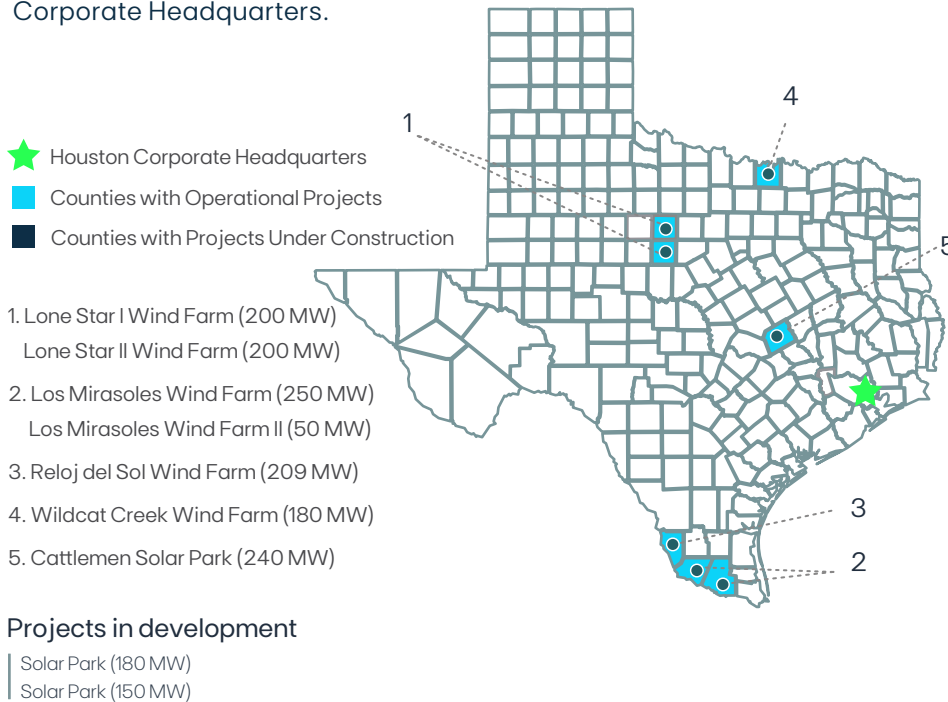 Corporate Headquarters.
4
1
Houston Corporate Headquarters
Counties with Operational Projects
Counties with Projects Under Construction
5
1. Lone Star I Wind Farm (200 MW)
Lone Star II Wind Farm (200 MW)
2. Los Mirasoles Wind Farm (250 MW)
Los Mirasoles Wind Farm II (50 MW)
3. Reloj del Sol Wind Farm (209 MW)
4. Wildcat Creek Wind Farm (180 MW)
5. Cattlemen Solar Park (240 MW)
3
2
Projects in development
Solar Park (180 MW)
Solar Park (150 MW)